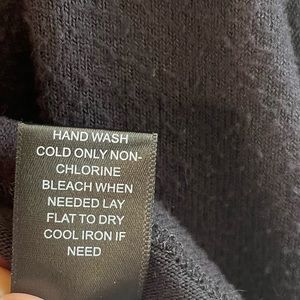 HAND WASH
COLD ONLY NON-
CHLORINE
BLEACH WHEN
NEEDED LAY
FLAT TO DRY
COOL IRON IF
NEED